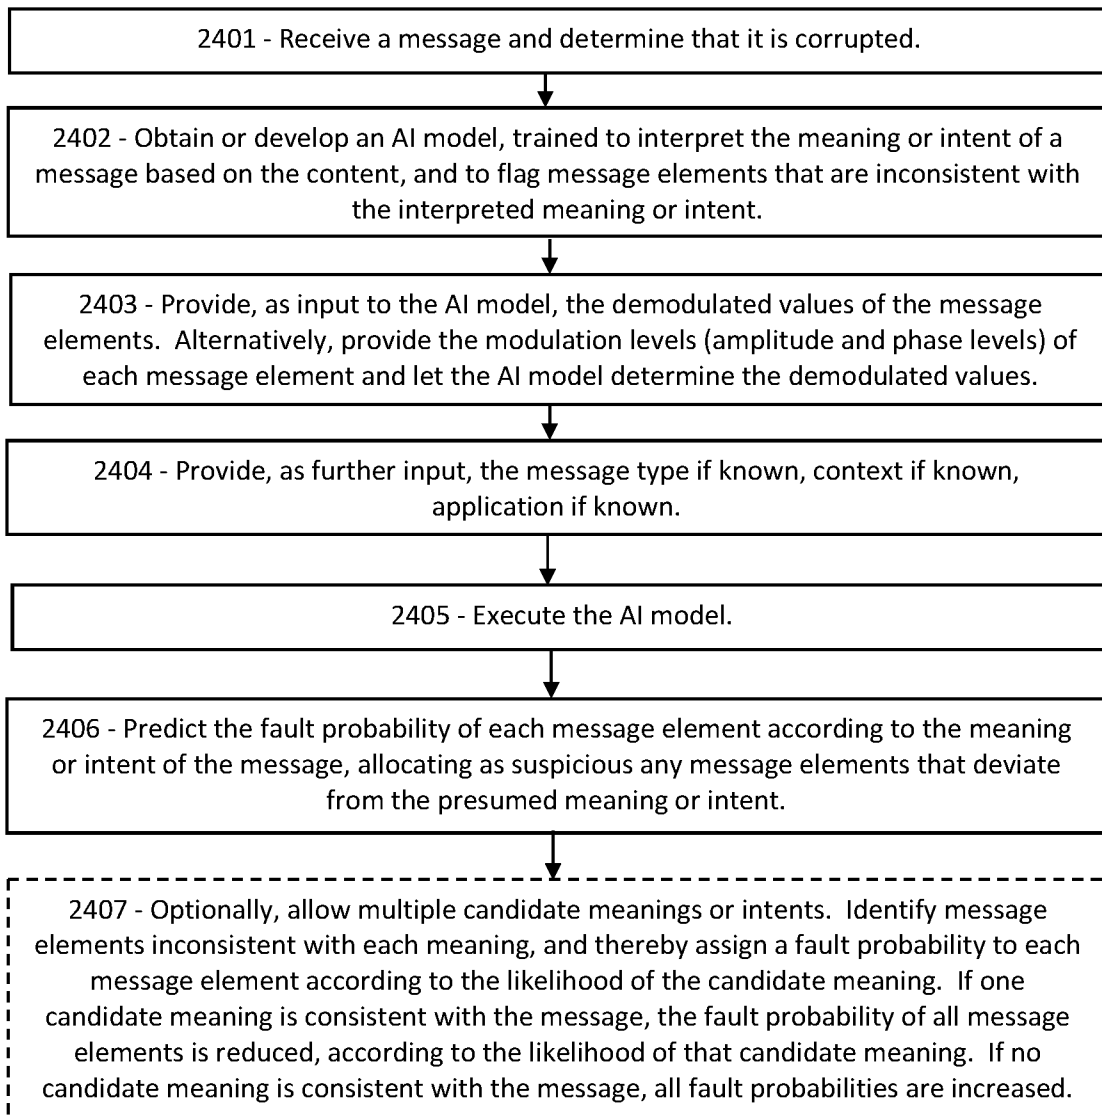 2401 - Receive a message and determine that it is corrupted.
2402 - Obtain or develop an AI model, trained to interpret the meaning or intent of a
message based on the content, and to flag message elements that are inconsistent with
the interpreted meaning or intent.
2403 - Provide, as input to the AI model, the demodulated values of the message
elements.  Alternatively, provide the modulation levels (amplitude and phase levels) of
each message element and let the AI model determine the demodulated values.
2404 - Provide, as further input, the message type if known, context if known,
application if known.
2405 - Execute the AI model.
2406 - Predict the fault probability of each message element according to the meaning
or intent of the message, allocating as suspicious any message elements that deviate
from the presumed meaning or intent.
2407 - Optionally, allow multiple candidate meanings or intents.  Identify message
elements inconsistent with each meaning, and thereby assign a fault probability to each
message element according to the likelihood of the candidate meaning.  If one
candidate meaning is consistent with the message, the fault probability of all message
elements is reduced, according to the likelihood of that candidate meaning.  If no
candidate meaning is consistent with the message, all fault probabilities are increased.